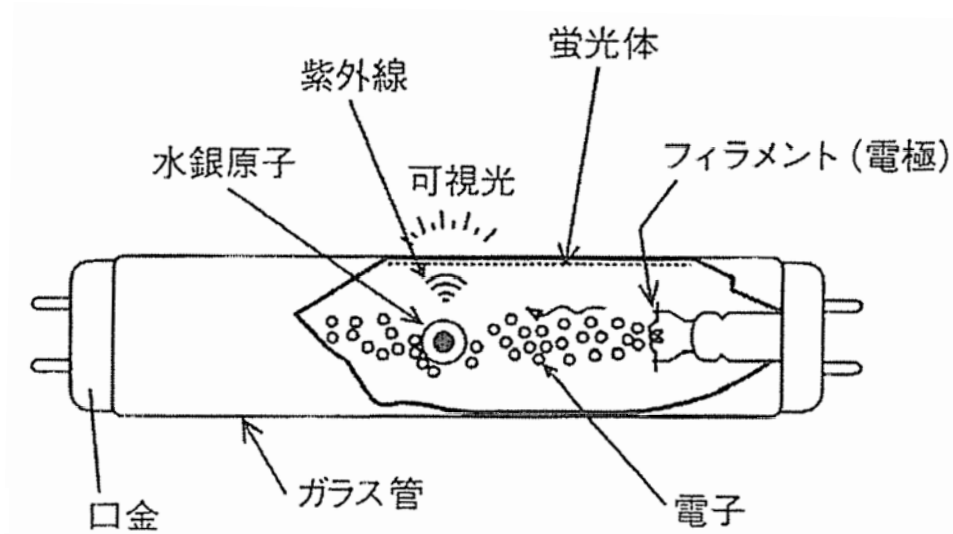 蛍光体
紫外線
フィラメント(電極)
水銀原子
可視光
ガラス管
電子
口金